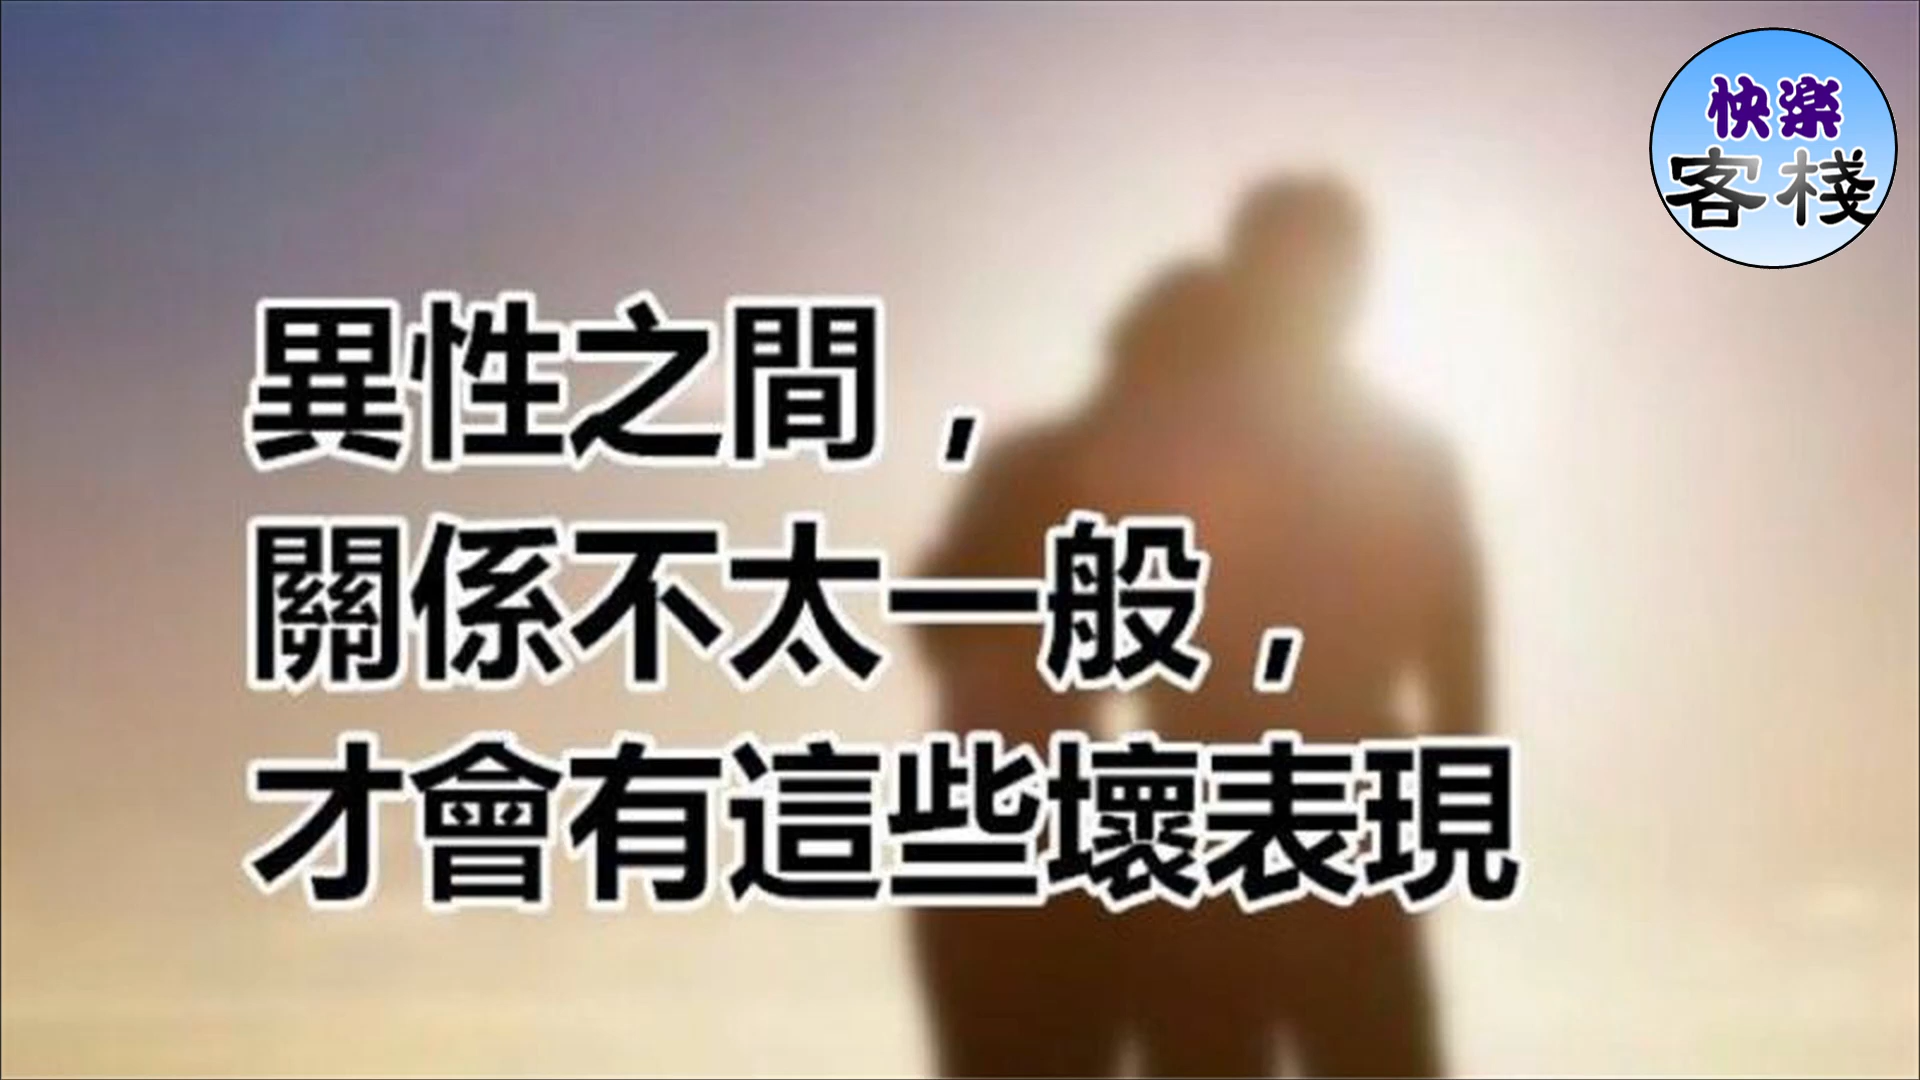 快樂
客棧
異性之間，
關係不太一般，
才會有這些壞表現